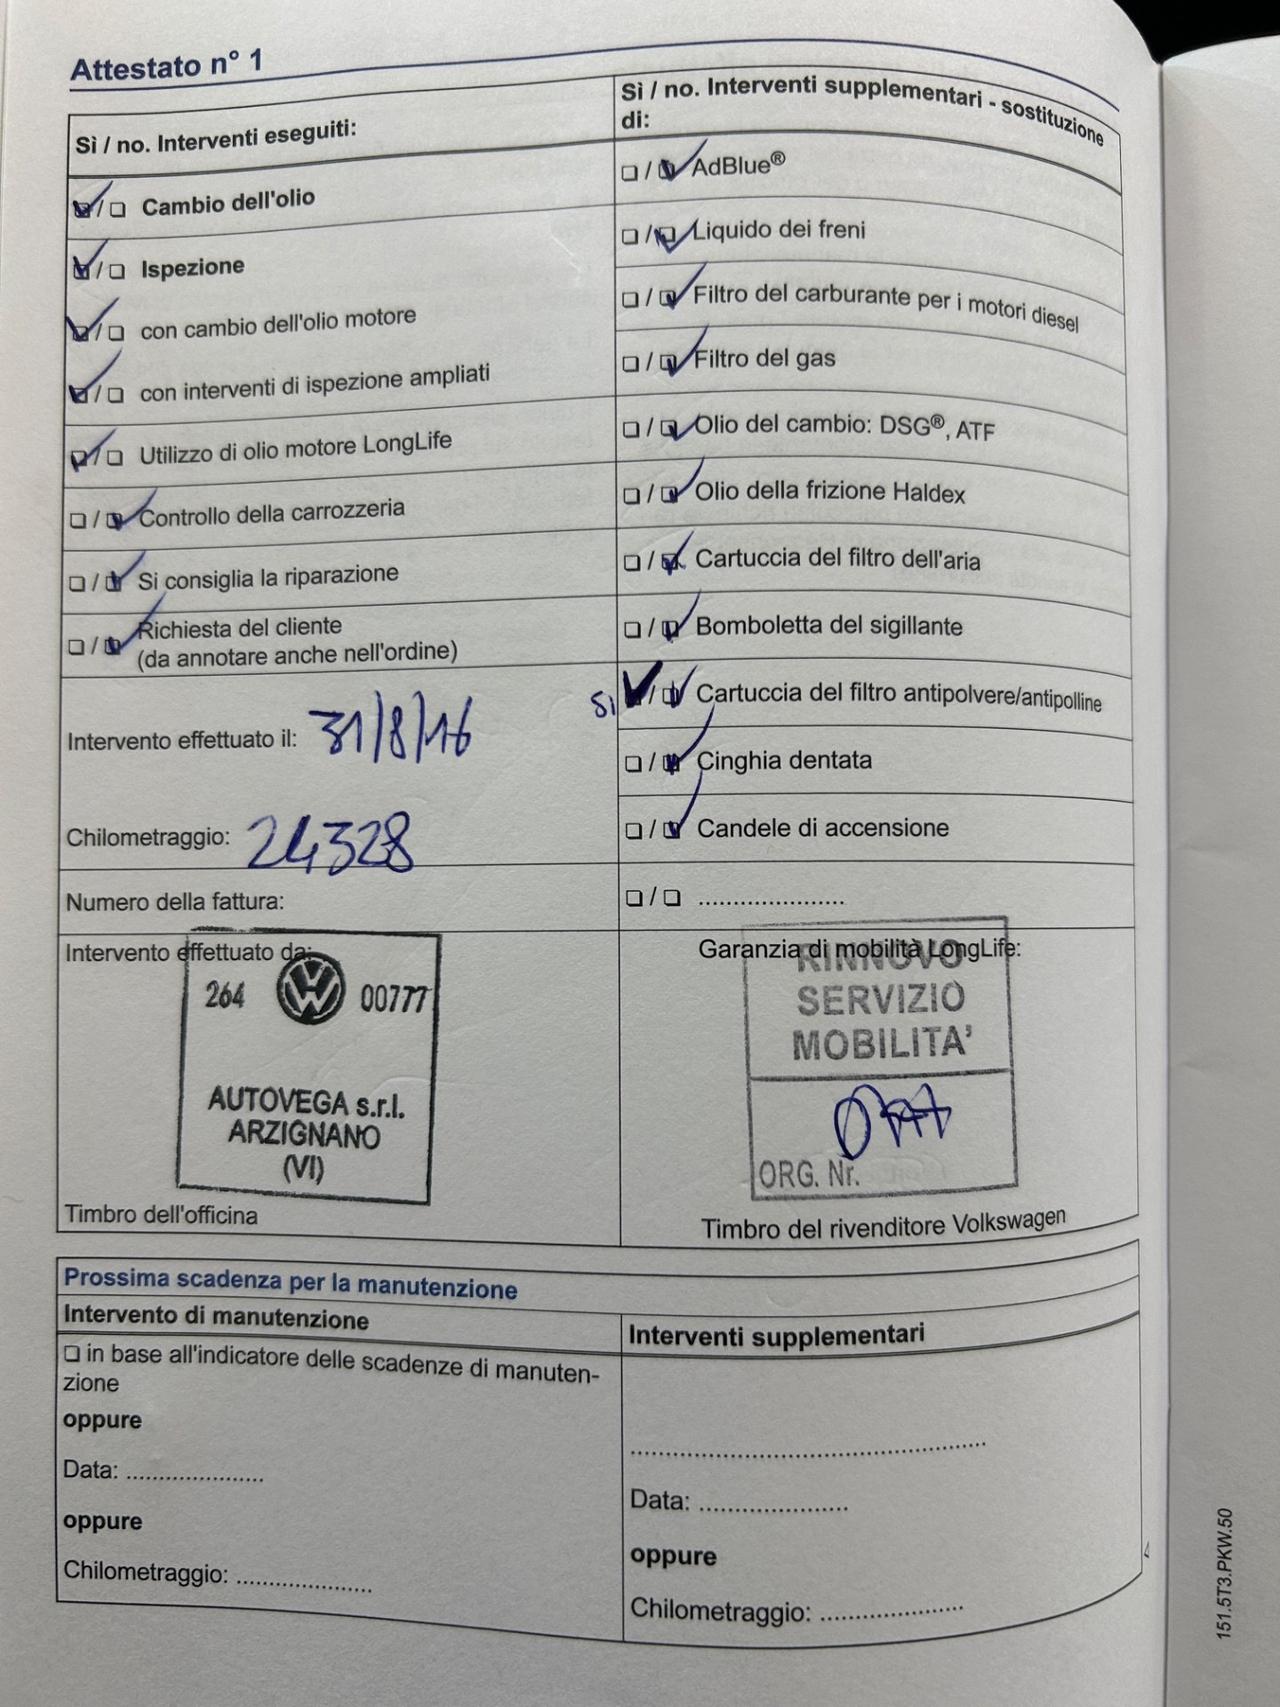 Attestato n° 1
Sì / no. Interventi eseguiti:
Cambio dell'olio
Ispezione
con cambio dell'olio motore
con interventi di ispezione ampliati
Utilizzo di olio motore LongLife
Controllo della carrozzeria
Si consiglia la riparazione
Richiesta del cliente
(da annotare anche nell'ordine)
Intervento effettuato il: 31/8/16
Chilometraggio: 24328
Numero della fattura:
Intervento effettuato da:
264 00777
AUTOVEGA s.r.l.
ARZIGNANO
(VI)
Timbro dell'officina
Sì / no. Interventi supplementari - sostituzione
di:
AdBlue®
Liquido dei freni
Filtro del carburante per i motori diesel
Filtro del gas
Olio del cambio: DSG®, ATF
Olio della frizione Haldex
Cartuccia del filtro dell'aria
Bomboletta del sigillante
SI Cartuccia del filtro antipolvere/antipolline
Cinghia dentata
Candele di accensione
.....................
Garanzia di mobilità LongLife:
RINNOVO
SERVIZIO
MOBILITA'
ORG. Nr.
Timbro del rivenditore Volkswagen
Prossima scadenza per la manutenzione
Intervento di manutenzione
in base all'indicatore delle scadenze di manuten-
zione
oppure
Data: ....................
oppure
Chilometraggio: ....................
Interventi supplementari
....................................................
Data: ......................
oppure
Chilometraggio: .....................
151.5T3.PKW.50